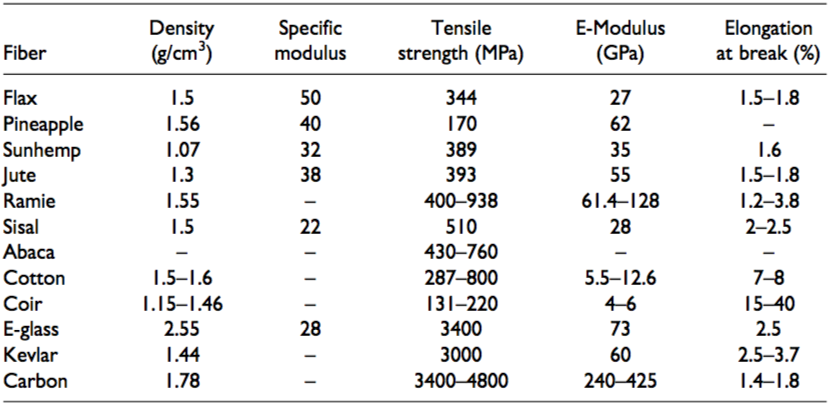 Fiber Density (g/cm³) Specific modulus Tensile strength (MPa) E-Modulus (GPa) Elongation at break (%)
Flax 1.5 50 344 27 1.5–1.8
Pineapple 1.56 40 170 62 –
Sunhemp 1.07 32 389 35 1.6
Jute 1.3 38 393 55 1.5–1.8
Ramie 1.55 – 400–938 61.4–128 1.2–3.8
Sisal 1.5 22 510 28 2–2.5
Abaca – – 430–760 – –
Cotton 1.5–1.6 – 287–800 5.5–12.6 7–8
Coir 1.15–1.46 – 131–220 4–6 15–40
E-glass 2.55 28 3400 73 2.5
Kevlar 1.44 – 3000 60 2.5–3.7
Carbon 1.78 – 3400–4800 240–425 1.4–1.8